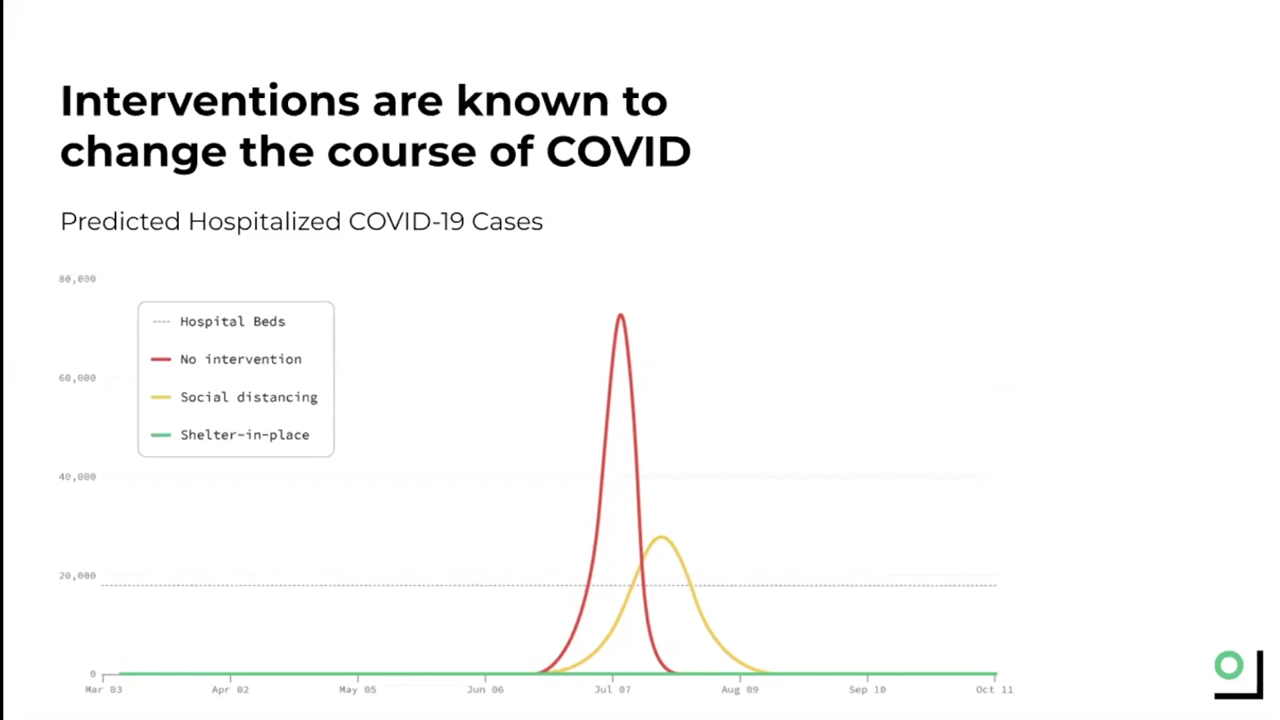 Interventions are known to
change the course of COVID
Predicted Hospitalized COVID-19 Cases
80,000
Hospital Beds
No intervention
60,000
Social distancing
Shelter-in-place
40,000
20,000
0
Mar 03 Apr 02 May 05 Jun 06 Jul 07 Aug 09 Sep 10 Oct 11